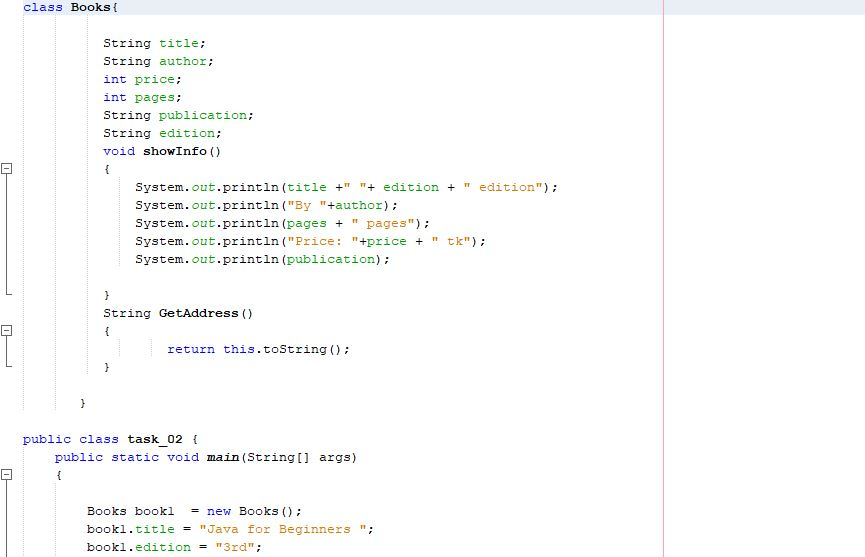 class Books{
String title;
String author;
int price;
int pages;
String publication;
String edition;
void showInfo()
{
System.out.println(title +" "+ edition + " edition");
System.out.println("By "+author);
System.out.println(pages + " pages");
System.out.println("Price: "+price + " tk");
System.out.println(publication);
}
String GetAddress()
{
return this.toString();
}
}
public class task_02 {
public static void main(String[] args)
{
Books book1  = new Books();
book1.title = "Java for Beginners ";
book1.edition = "3rd";